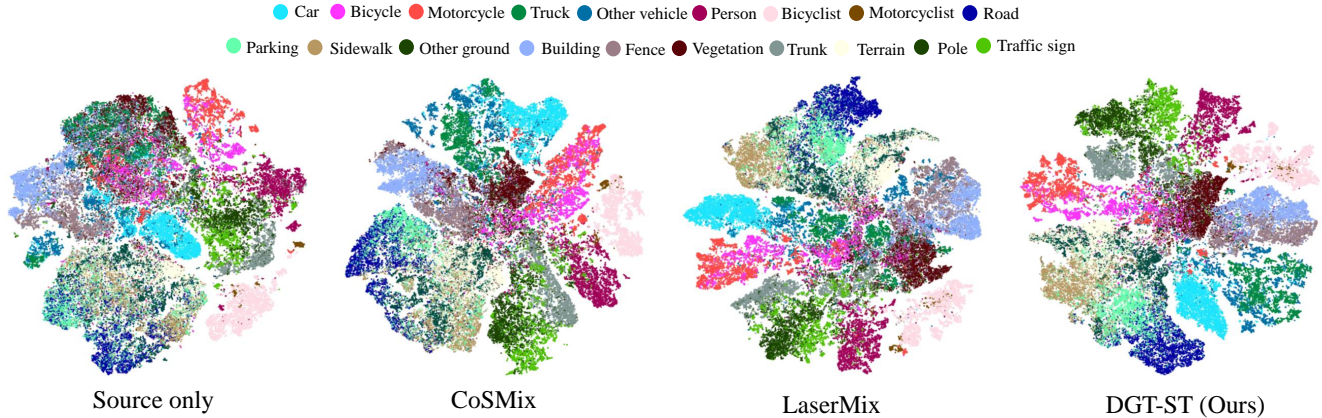 Car Bicycle Motorcycle Truck Other vehicle Person Bicyclist Motorcyclist Road
Parking Sidewalk Other ground Building Fence Vegetation Trunk Terrain Pole Traffic sign
Source only CoSMix LaserMix DGT-ST (Ours)